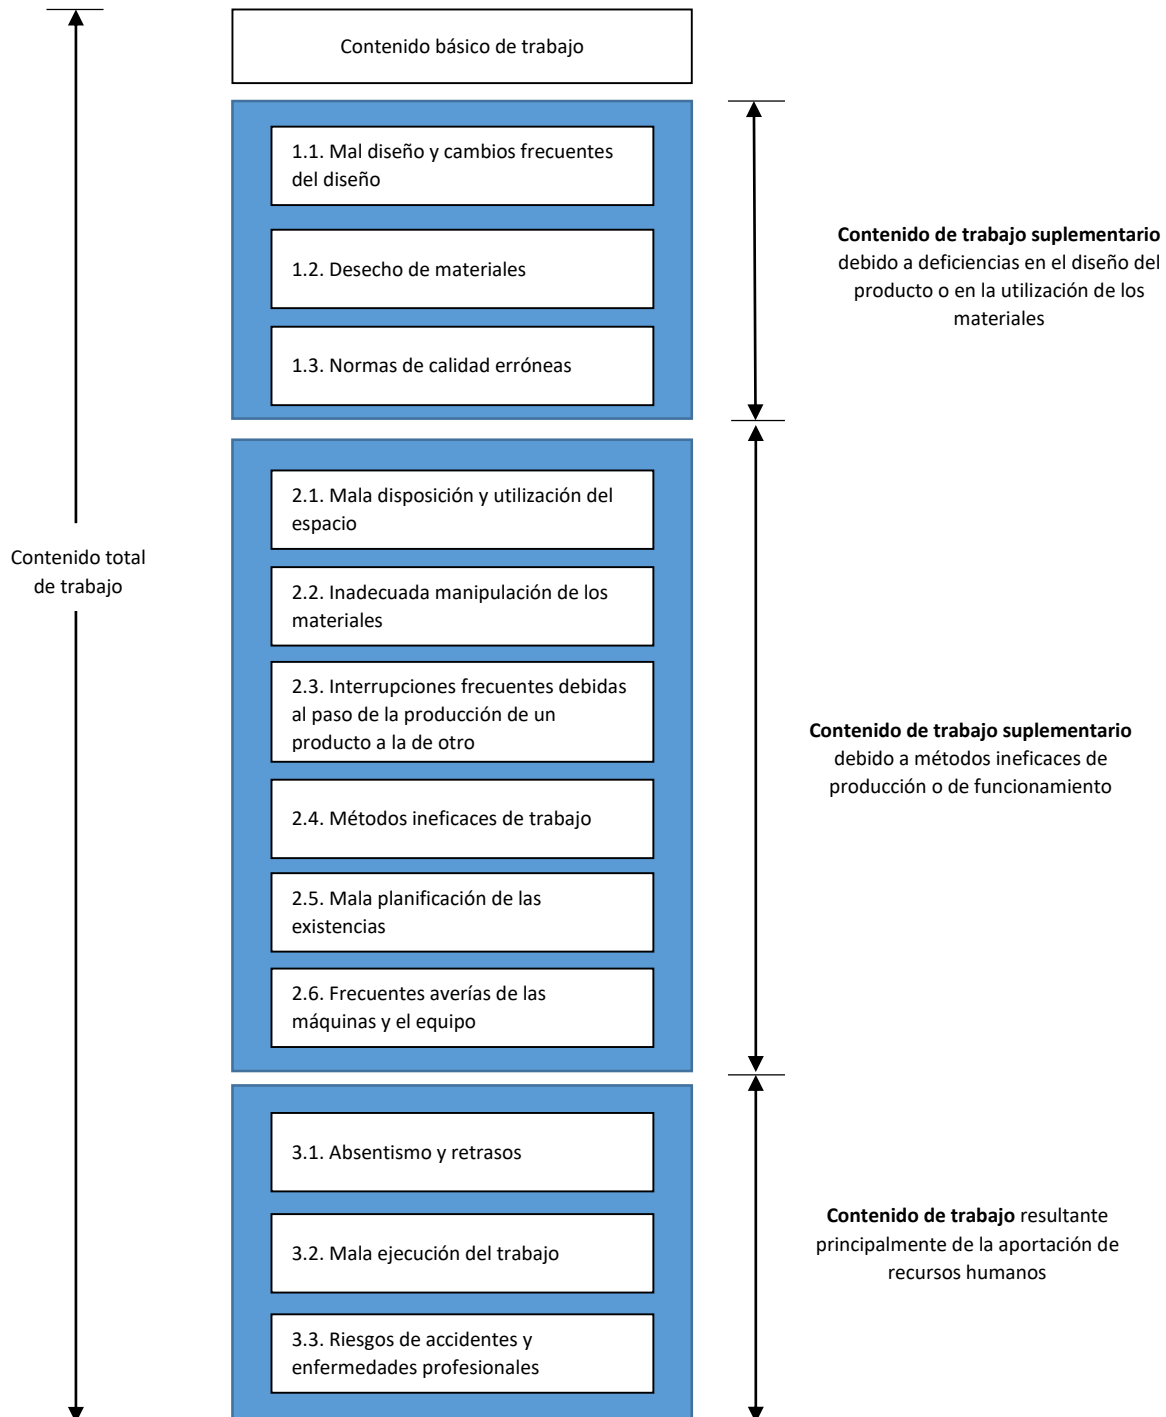 Contenido básico de trabajo
1.1. Mal diseño y cambios frecuentes
del diseño
1.2. Desecho de materiales
1.3. Normas de calidad erróneas
Contenido de trabajo suplementario
debido a deficiencias en el diseño del
producto o en la utilización de los
materiales
Contenido total
de trabajo
2.1. Mala disposición y utilización del
espacio
2.2. Inadecuada manipulación de los
materiales
2.3. Interrupciones frecuentes debidas
al paso de la producción de un
producto a la de otro
2.4. Métodos ineficaces de trabajo
2.5. Mala planificación de las
existencias
2.6. Frecuentes averías de las
máquinas y el equipo
Contenido de trabajo suplementario
debido a métodos ineficaces de
producción o de funcionamiento
3.1. Absentismo y retrasos
3.2. Mala ejecución del trabajo
3.3. Riesgos de accidentes y
enfermedades profesionales
Contenido de trabajo resultante
principalmente de la aportación de
recursos humanos